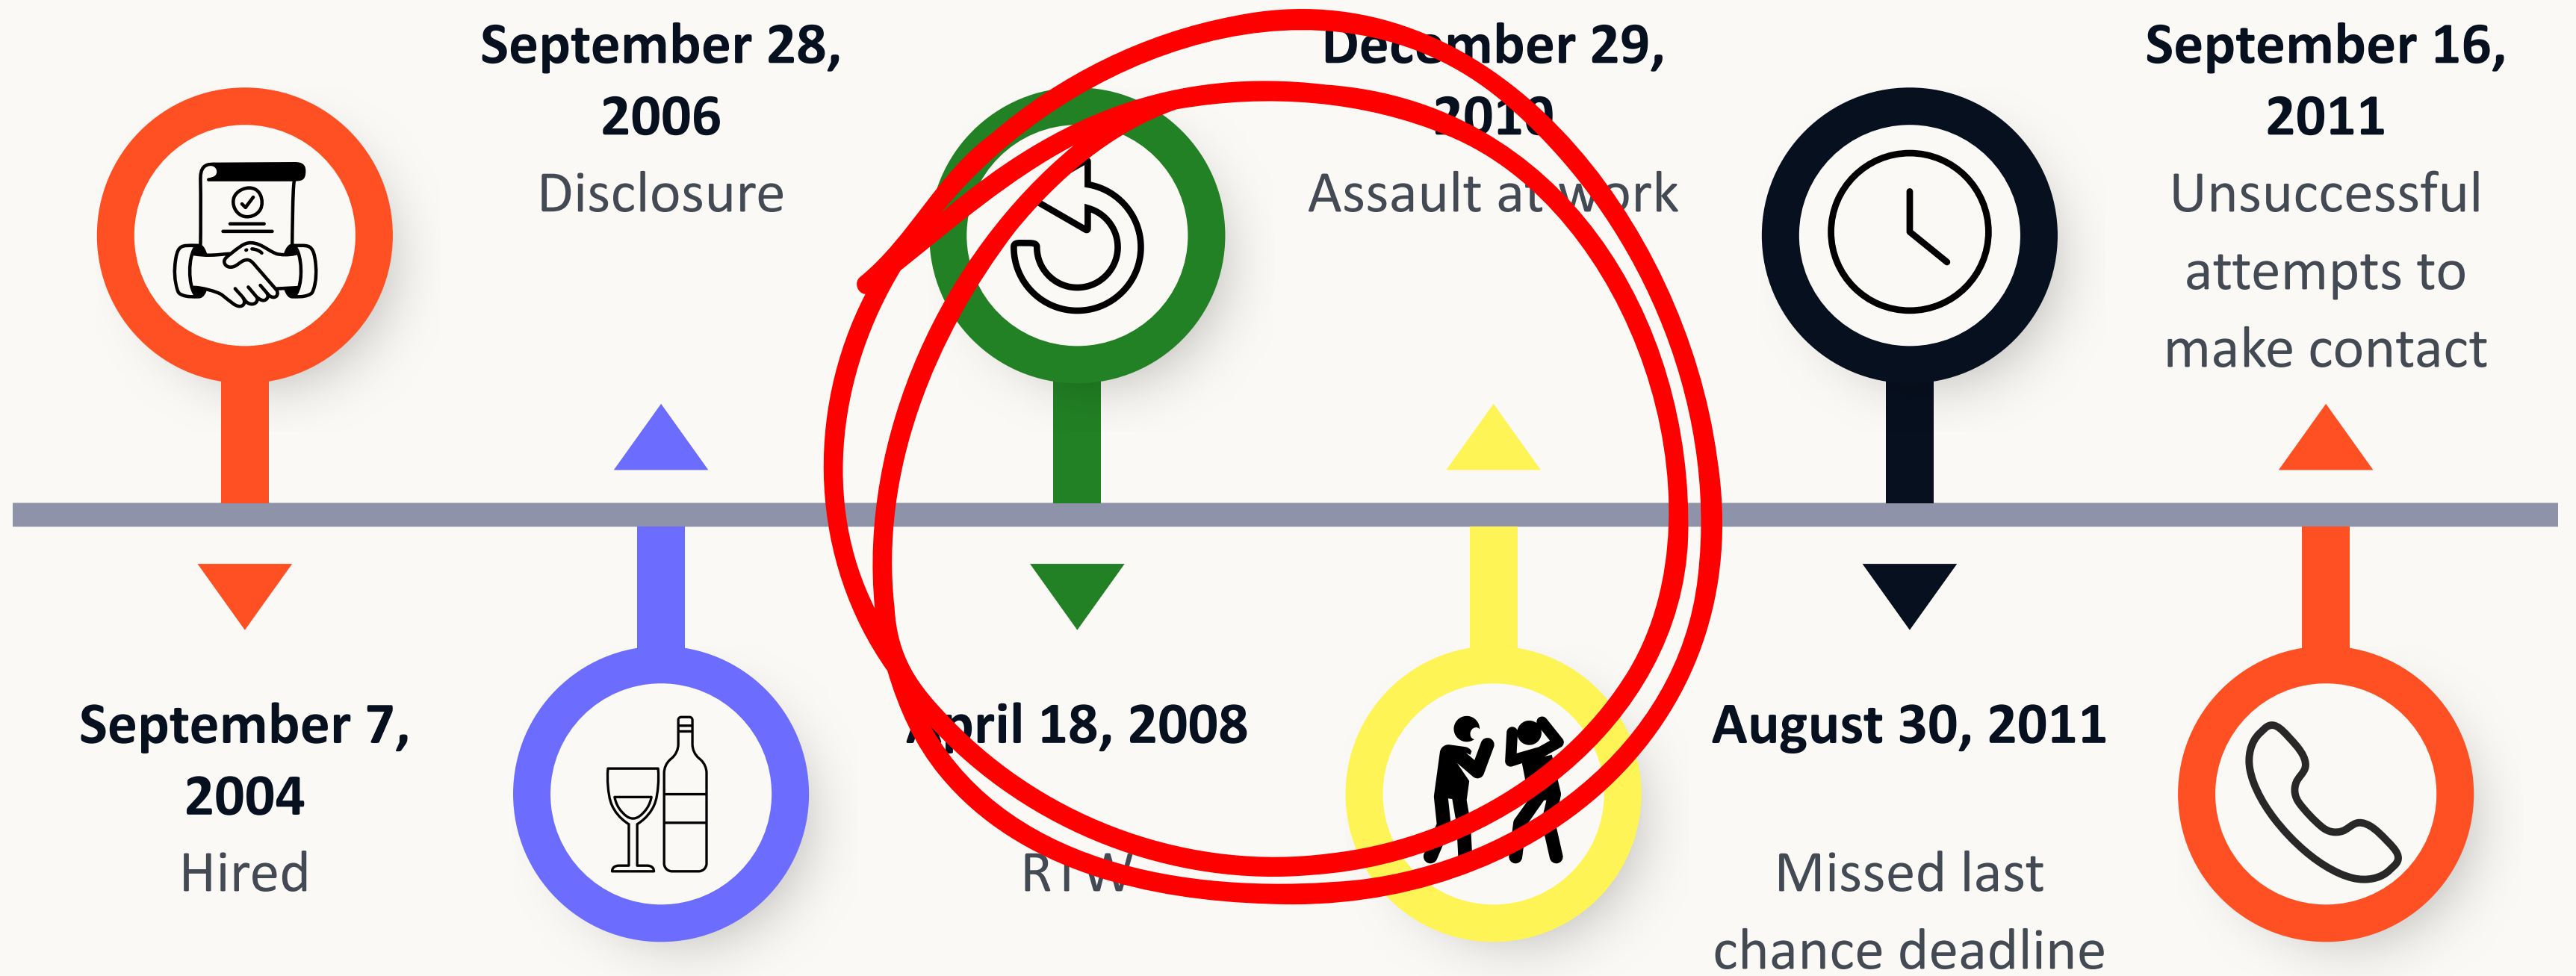 September 7,
2004
Hired
September 28,
2006
Disclosure
April 18, 2008
RTW
December 29,
2010
Assault at work
August 30, 2011
Missed last
chance deadline
September 16,
2011
Unsuccessful
attempts to
make contact